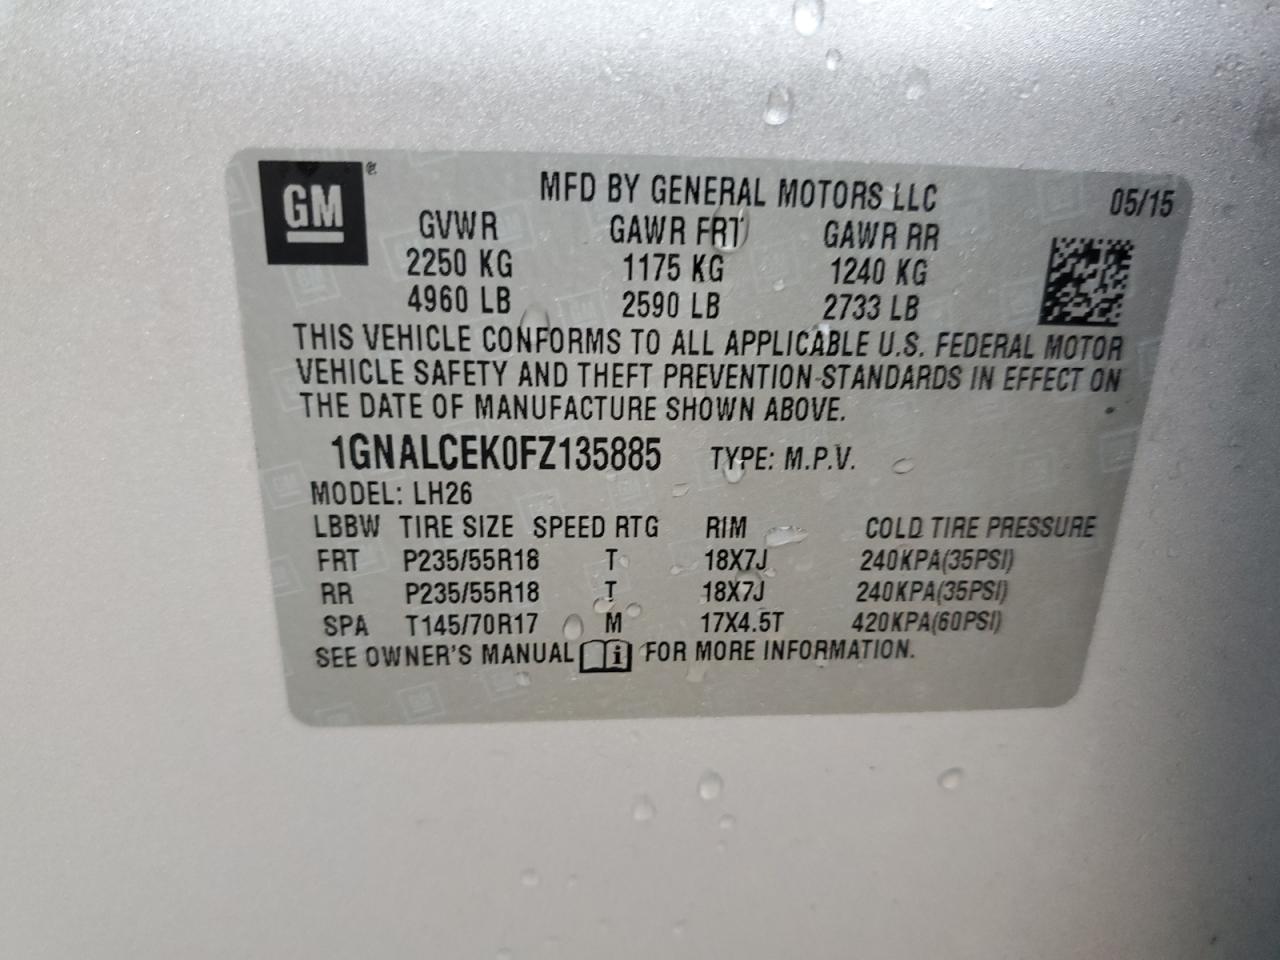 GM®
MFD BY GENERAL MOTORS LLC 05/15
GVWR GAWR FRT GAWR RR
2250 KG 1175 KG 1240 KG
4960 LB 2590 LB 2733 LB
THIS VEHICLE CONFORMS TO ALL APPLICABLE U.S. FEDERAL MOTOR
VEHICLE SAFETY AND THEFT PREVENTION STANDARDS IN EFFECT ON
THE DATE OF MANUFACTURE SHOWN ABOVE.
1GNALCEK0FZ135885 TYPE: M.P.V.
MODEL: LH26
LBBW TIRE SIZE SPEED RTG RIM COLD TIRE PRESSURE
FRT P235/55R18 T 18X7J 240KPA(35PSI)
RR P235/55R18 T 18X7J 240KPA(35PSI)
SPA T145/70R17 M 17X4.5T 420KPA(60PSI)
SEE OWNER'S MANUAL i FOR MORE INFORMATION.